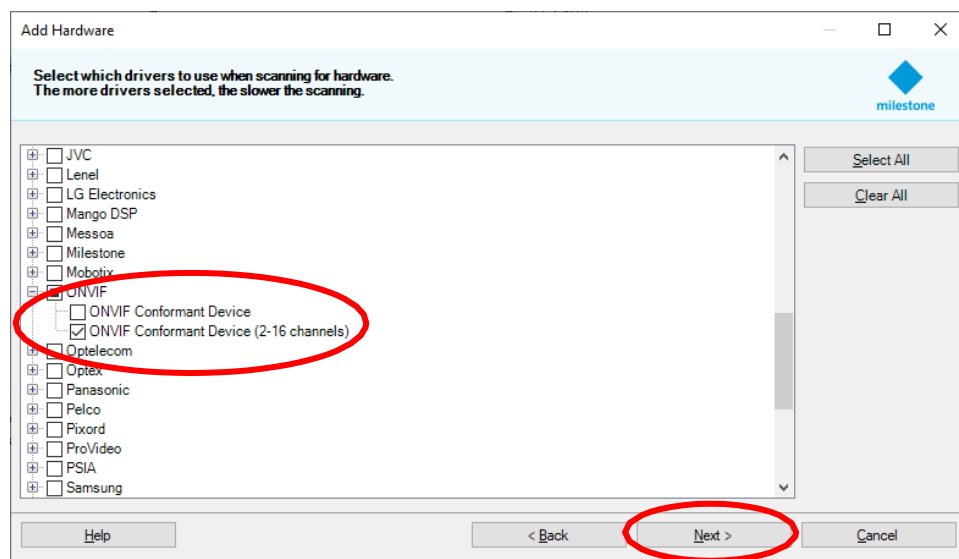 Add Hardware
Select which drivers to use when scanning for hardware.
The more drivers selected, the slower the scanning.
milestone
JVC
Lenel
LG Electronics
Mango DSP
Messoa
Milestone
Mobotix
ONVIF
ONVIF Conformant Device
ONVIF Conformant Device (2-16 channels)
Optelecom
Optex
Panasonic
Pelco
Pixord
ProVideo
PSIA
Samsung
Select All
Clear All
Help
< Back
Next >
Cancel